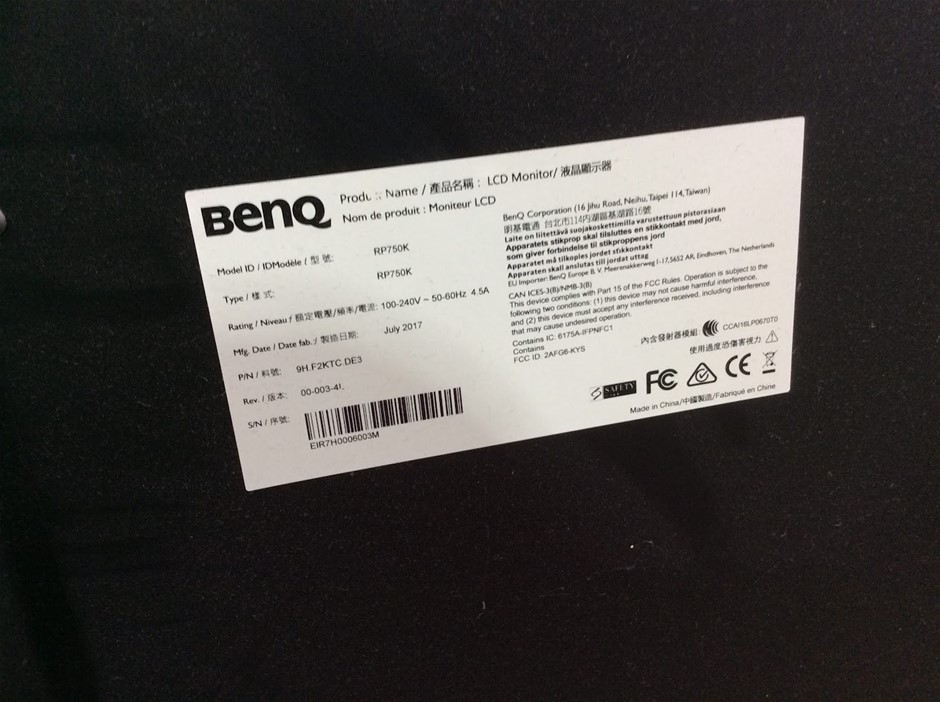 BenQ
Name / 產品名稱 : LCD Monitor/ 液晶顯示器
Nom de produit : Moniteur LCD
Model ID / IDModèle / 型 號: RP750K
Type / 樣 式: RP750K
Rating / Niveau / 額定電壓/頻率/電流: 100-240V ~ 50-60Hz 4.5A
Mfg. Date / Date fab./ 製造日期: July 2017
P/N / 料號: 9H.F2KTC.DE3
Rev. / 版本:
S/N / 序號:
EIR7H0006003M
BenQ Corporation (16 Jihu Road, Neihu, Taipei 114, Taiwan)
明基電通 台北市114內湖區基湖路16號
Laite on liitettävä suojakoskettimilla varustettuun pistorasiaan
Apparatets stikprop skal tilsluttes en stikkontakt med jord,
som giver forbindelse til stikproppens jord
Apparatet må tilkoples jordet stikkontakt
Apparaten skall anslutas till jordat uttag
EU Importer: BenQ Europe B. V. Meerenakkerweg 1-17, 5652 AR, Eindhoven, The Netherlands
CAN ICES-3(B)/NMB-3(B)
This device complies with Part 15 of the FCC Rules. Operation is subject to the
following two conditions: (1) this device may not cause harmful interference,
and (2) this device must accept any interference received, including interference
that may cause undesired operation.
Contains IC: 6175A-IFPNFC1
Contains
FCC ID: 2AFG6-KYS
內含發射器模組: CCAI16LP0670T0
使用過度恐傷害視力
SAFETY
FC CE
Made in China/中國製造/Fabriqué en Chine